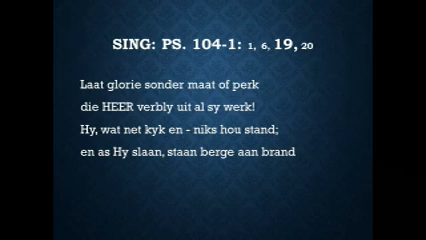 SING: PS. 104-1: 1, 6, 19, 20
Laat glorie sonder maat of perk
die HEER verbly uit al sy werk!
Hy, wat net kyk en - niks hou stand;
en as Hy slaan, staan berge aan brand